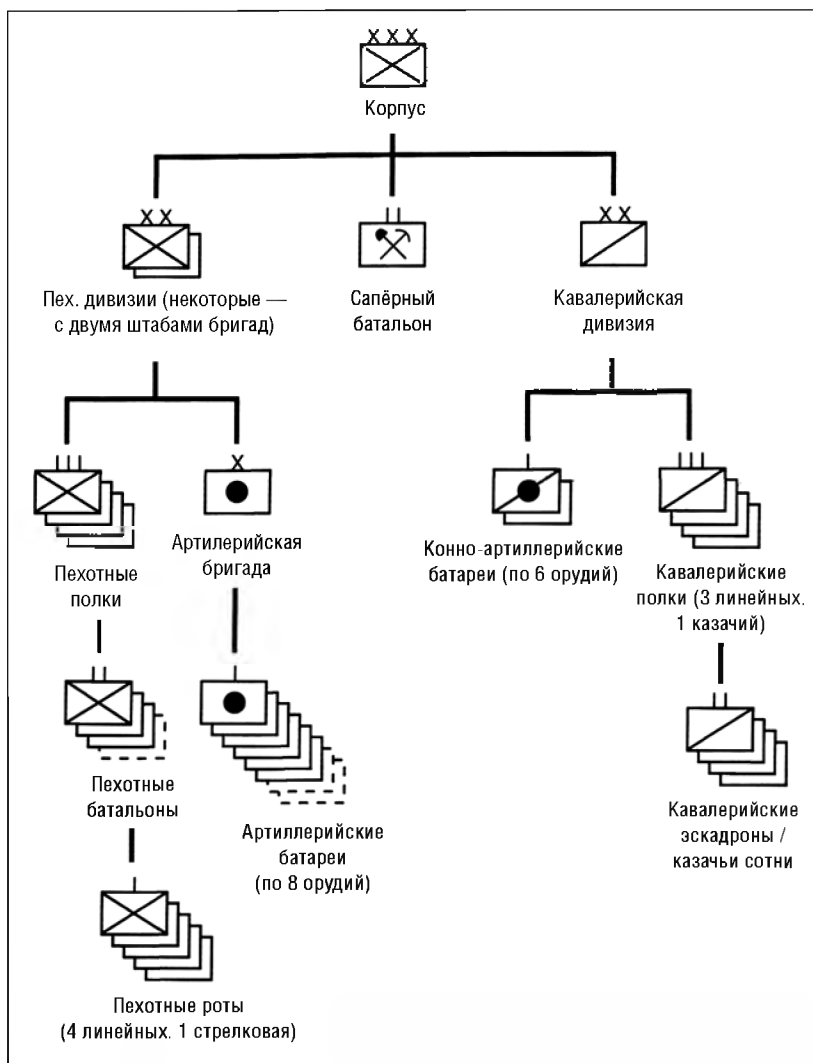 Корпус
Пех. дивизии (некоторые —
с двумя штабами бригад)
Сапёрный
батальон
Кавалерийская
дивизия
Пехотные
полки
Артилерийская
бригада
Конно-артиллерийские
батареи (по 6 орудий)
Кавалерийские
полки (3 линейных.
1 казачий)
Пехотные
батальоны
Артиллерийские
батареи
(по 8 орудий)
Кавалерийские
эскадроны /
казачьи сотни
Пехотные роты
(4 линейных. 1 стрелковая)